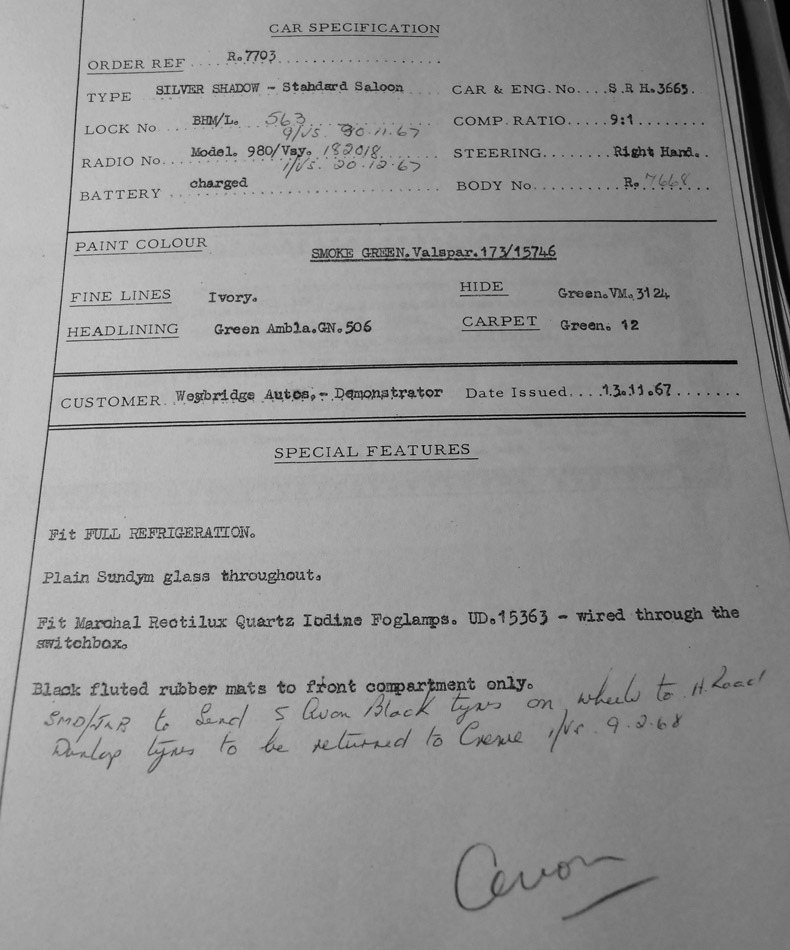 CAR SPECIFICATION
ORDER REF .... R.7703...................
TYPE SILVER SHADOW - Stahdard Saloon CAR & ENG. No....S.R H.3665.
LOCK No BHM/L. 563 COMP. RATIO.....9:1........
9/VS. 30.11.67
RADIO No... Model. 980/Vsy. 182018 STEERING........Right Hand..
1/VS. 20.12.67
BATTERY charged BODY No..........R.7668...
PAINT COLOUR SMOKE GREEN.Valspar.173/15746
FINE LINES Ivory. HIDE Green.VM.3124
HEADLINING Green Ambla.GN.506 CARPET Green. 12
CUSTOMER Weybridge Autos.- Demonstrator Date Issued....13.11.67.......
SPECIAL FEATURES
Fit FULL REFRIGERATION.
Plain Sundym glass throughout.
Fit Marchal Rectilux Quartz Iodine Foglamps. UD.15363 - wired through the
switchbox.
Black fluted rubber mats to front compartment only.
SMD/JRR to Send 5 Avon Black tyres on wheels to H. Road
Dunlop tyres to be returned to Crewe 1/VS 9.2.68